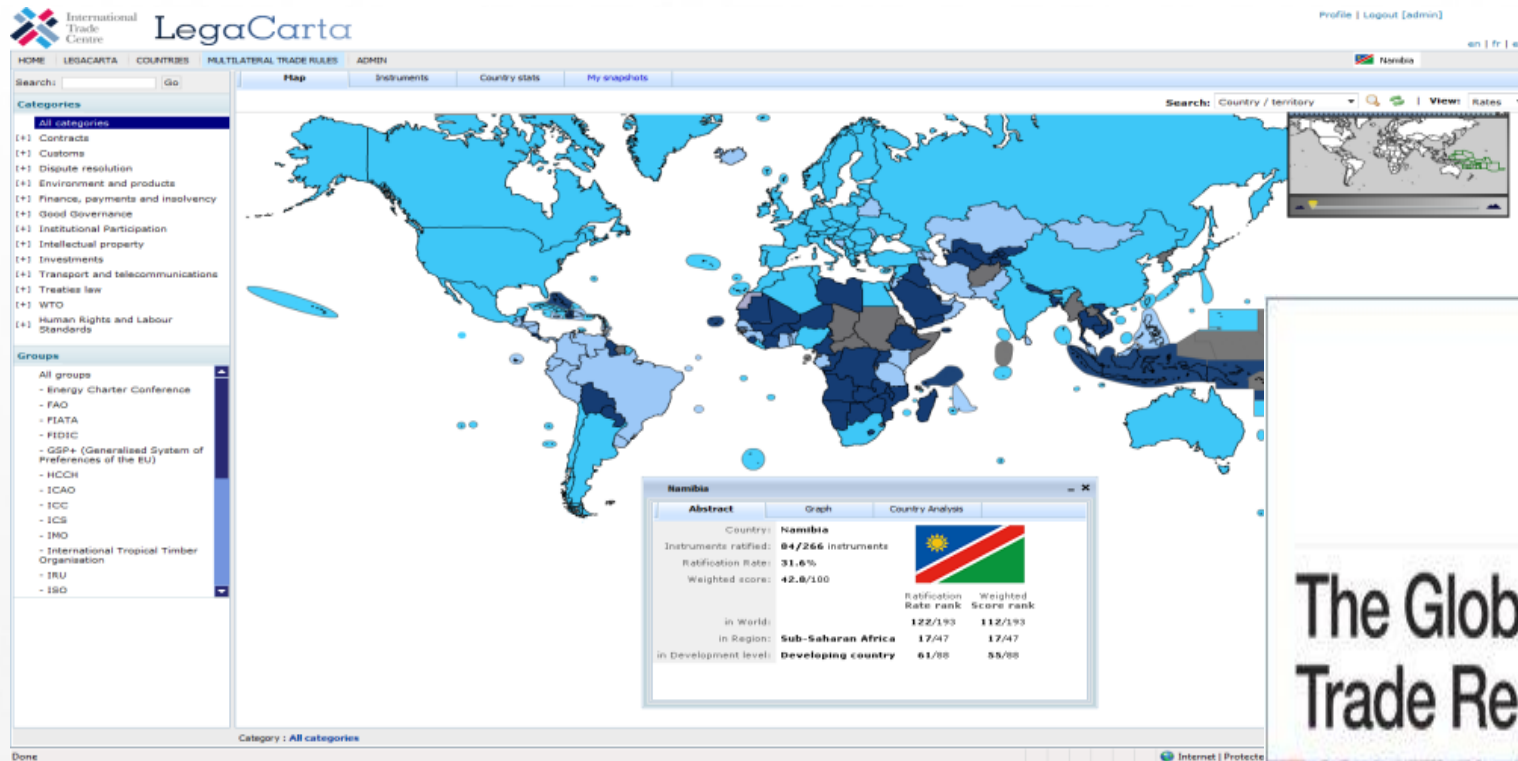 International
Trade
Centre
LegaCarta
Profile | Logout [admin]
en | fr | e
HOME LEGACARTA COUNTRIES MULTILATERAL TRADE RULES ADMIN
Namibia
Search: Go
Map Instruments Country stats My snapshots
Search: Country / territory | View: Rates
Categories
All categories
[+] Contracts
[+] Customs
[+] Dispute resolution
[+] Environment and products
[+] Finance, payments and insolvency
[+] Good Governance
[+] Institutional Participation
[+] Intellectual property
[+] Investments
[+] Transport and telecommunications
[+] Treaties law
[+] WTO
[+] Human Rights and Labour
Standards
Groups
All groups
- Energy Charter Conference
- FAO
- FIATA
- FIDIC
- GSP+ (Generalised System of
Preferences of the EU)
- HCCH
- ICAO
- ICC
- ICS
- IMO
- International Tropical Timber
Organisation
- IRU
- ISO
Namibia
Abstract Graph Country Analysis
Country: Namibia
Instruments ratified: 84/266 instruments
Ratification Rate: 31.6%
Weighted score: 42.8/100
Ratification Weighted
Rate rank Score rank
in World: 122/193 112/193
in Region: Sub-Saharan Africa 17/47 17/47
in Development level: Developing country 61/88 55/88
The Glob
Trade Re
Category : All categories
Done
Internet | Protecte